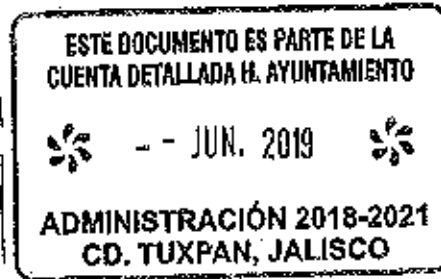 ESTE DOCUMENTO ES PARTE DE LA
CUENTA DETALLADA H. AYUNTAMIENTO
- - JUN. 2019
ADMINISTRACIÓN 2018-2021
CD. TUXPAN, JALISCO